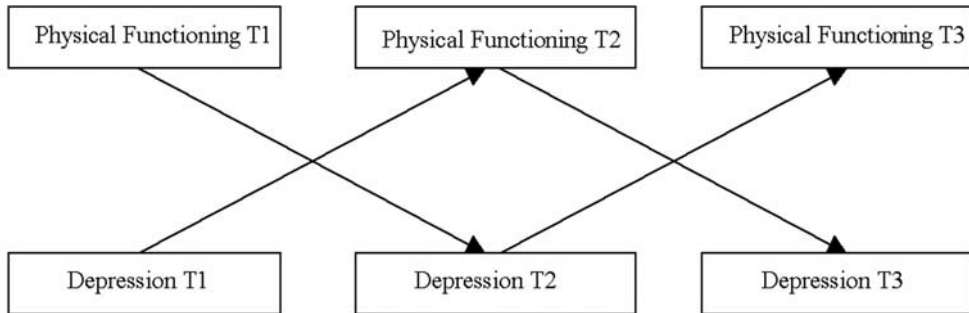 Physical Functioning T1
Physical Functioning T2
Physical Functioning T3
Depression T1
Depression T2
Depression T3